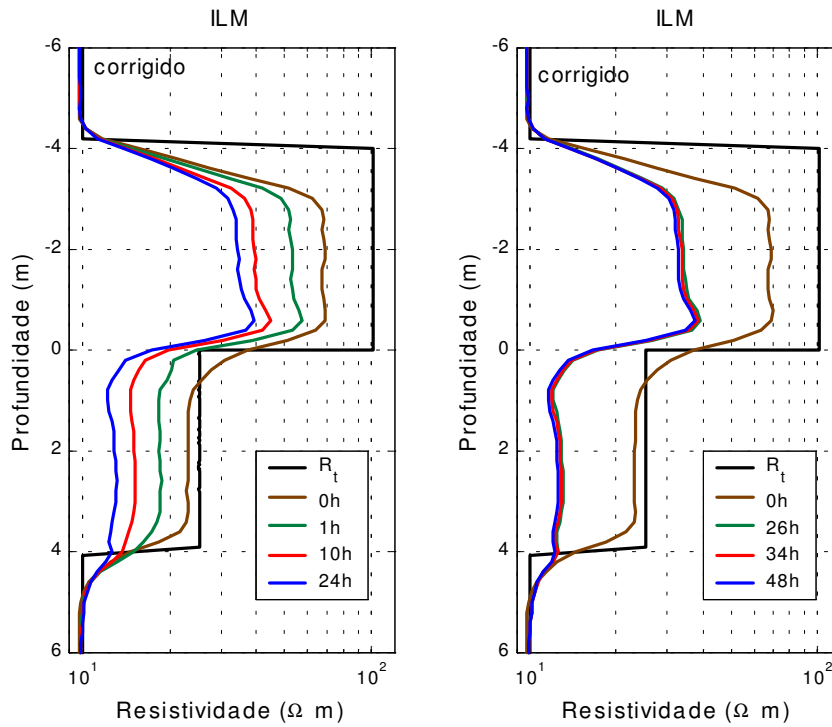 ILM
corrigido
-6
-4
-2
0
2
4
6
Profundidade (m)
R_t
0h
1h
10h
24h
10^1
10^2
Resistividade (Ω m)
ILM
corrigido
-6
-4
-2
0
2
4
6
Profundidade (m)
R_t
0h
26h
34h
48h
10^1
10^2
Resistividade (Ω m)